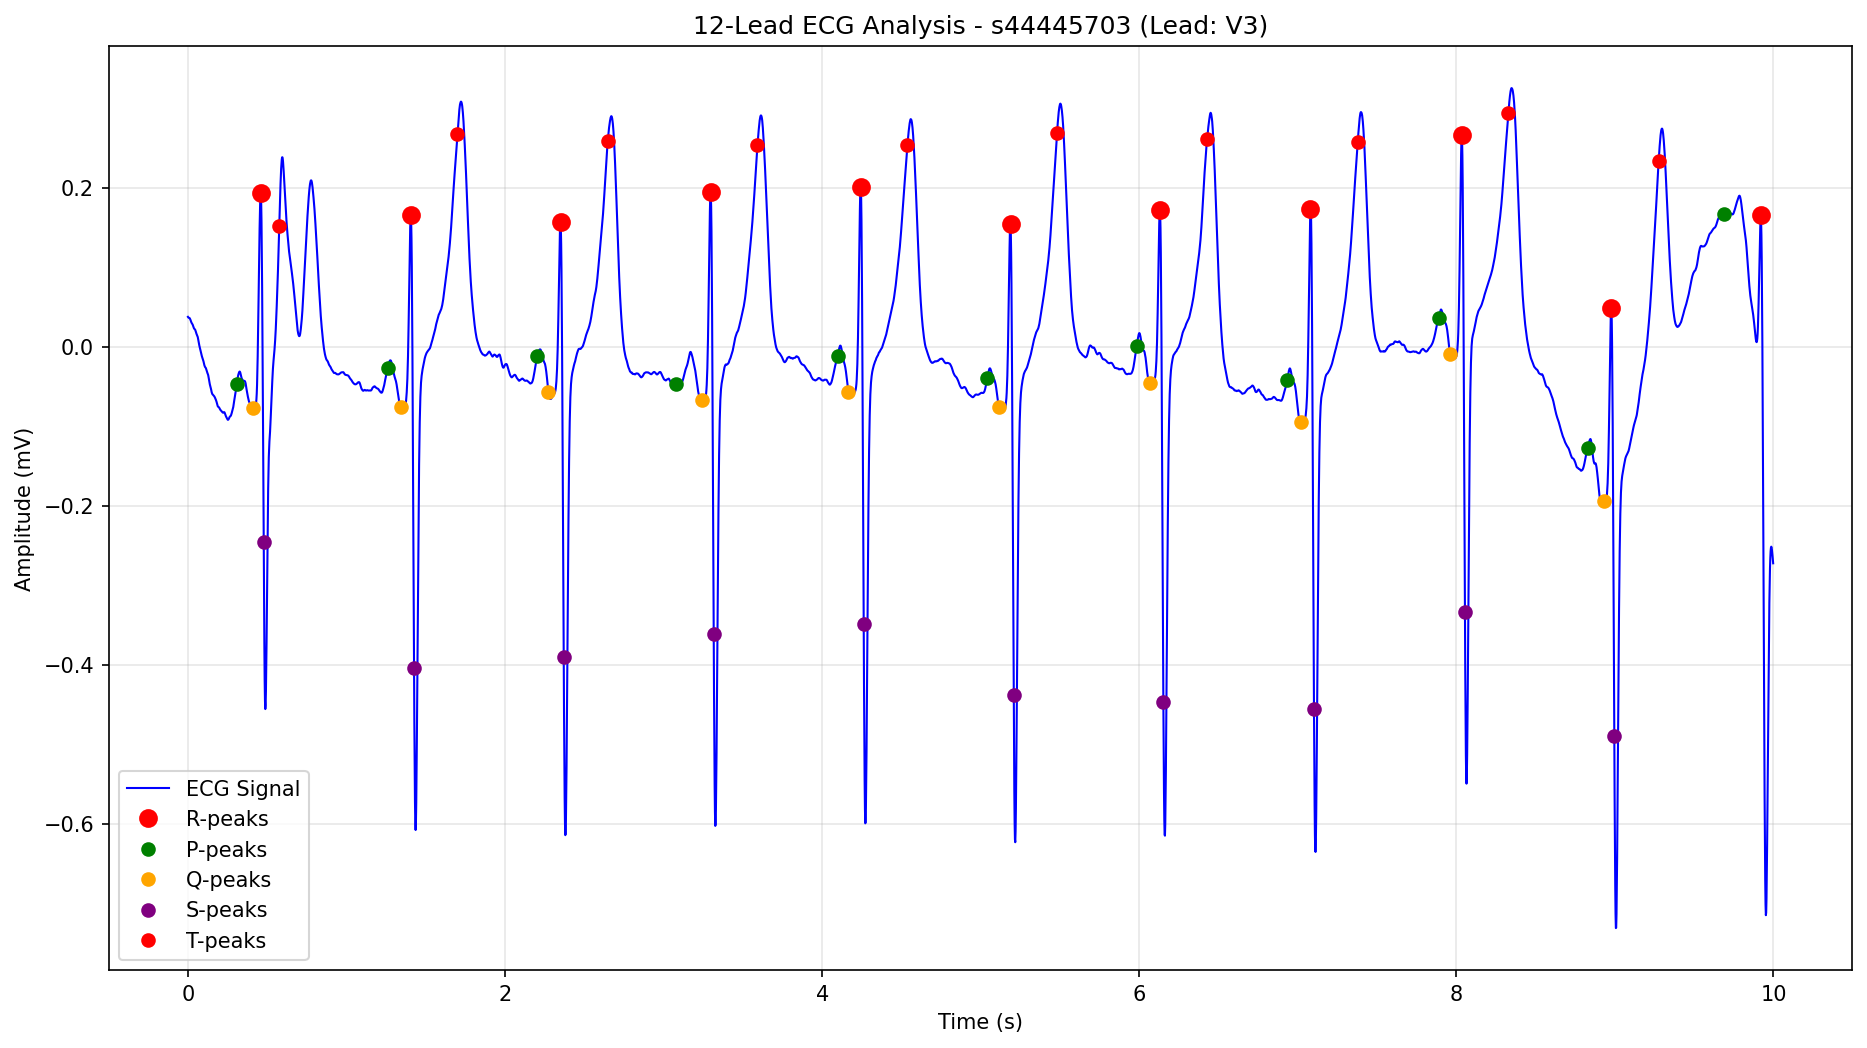 12-Lead ECG Analysis - s44445703 (Lead: V3)
Amplitude (mV)
0.2
0.0
−0.2
−0.4
−0.6
ECG Signal
R-peaks
P-peaks
Q-peaks
S-peaks
T-peaks
0 2 4 6 8 10
Time (s)